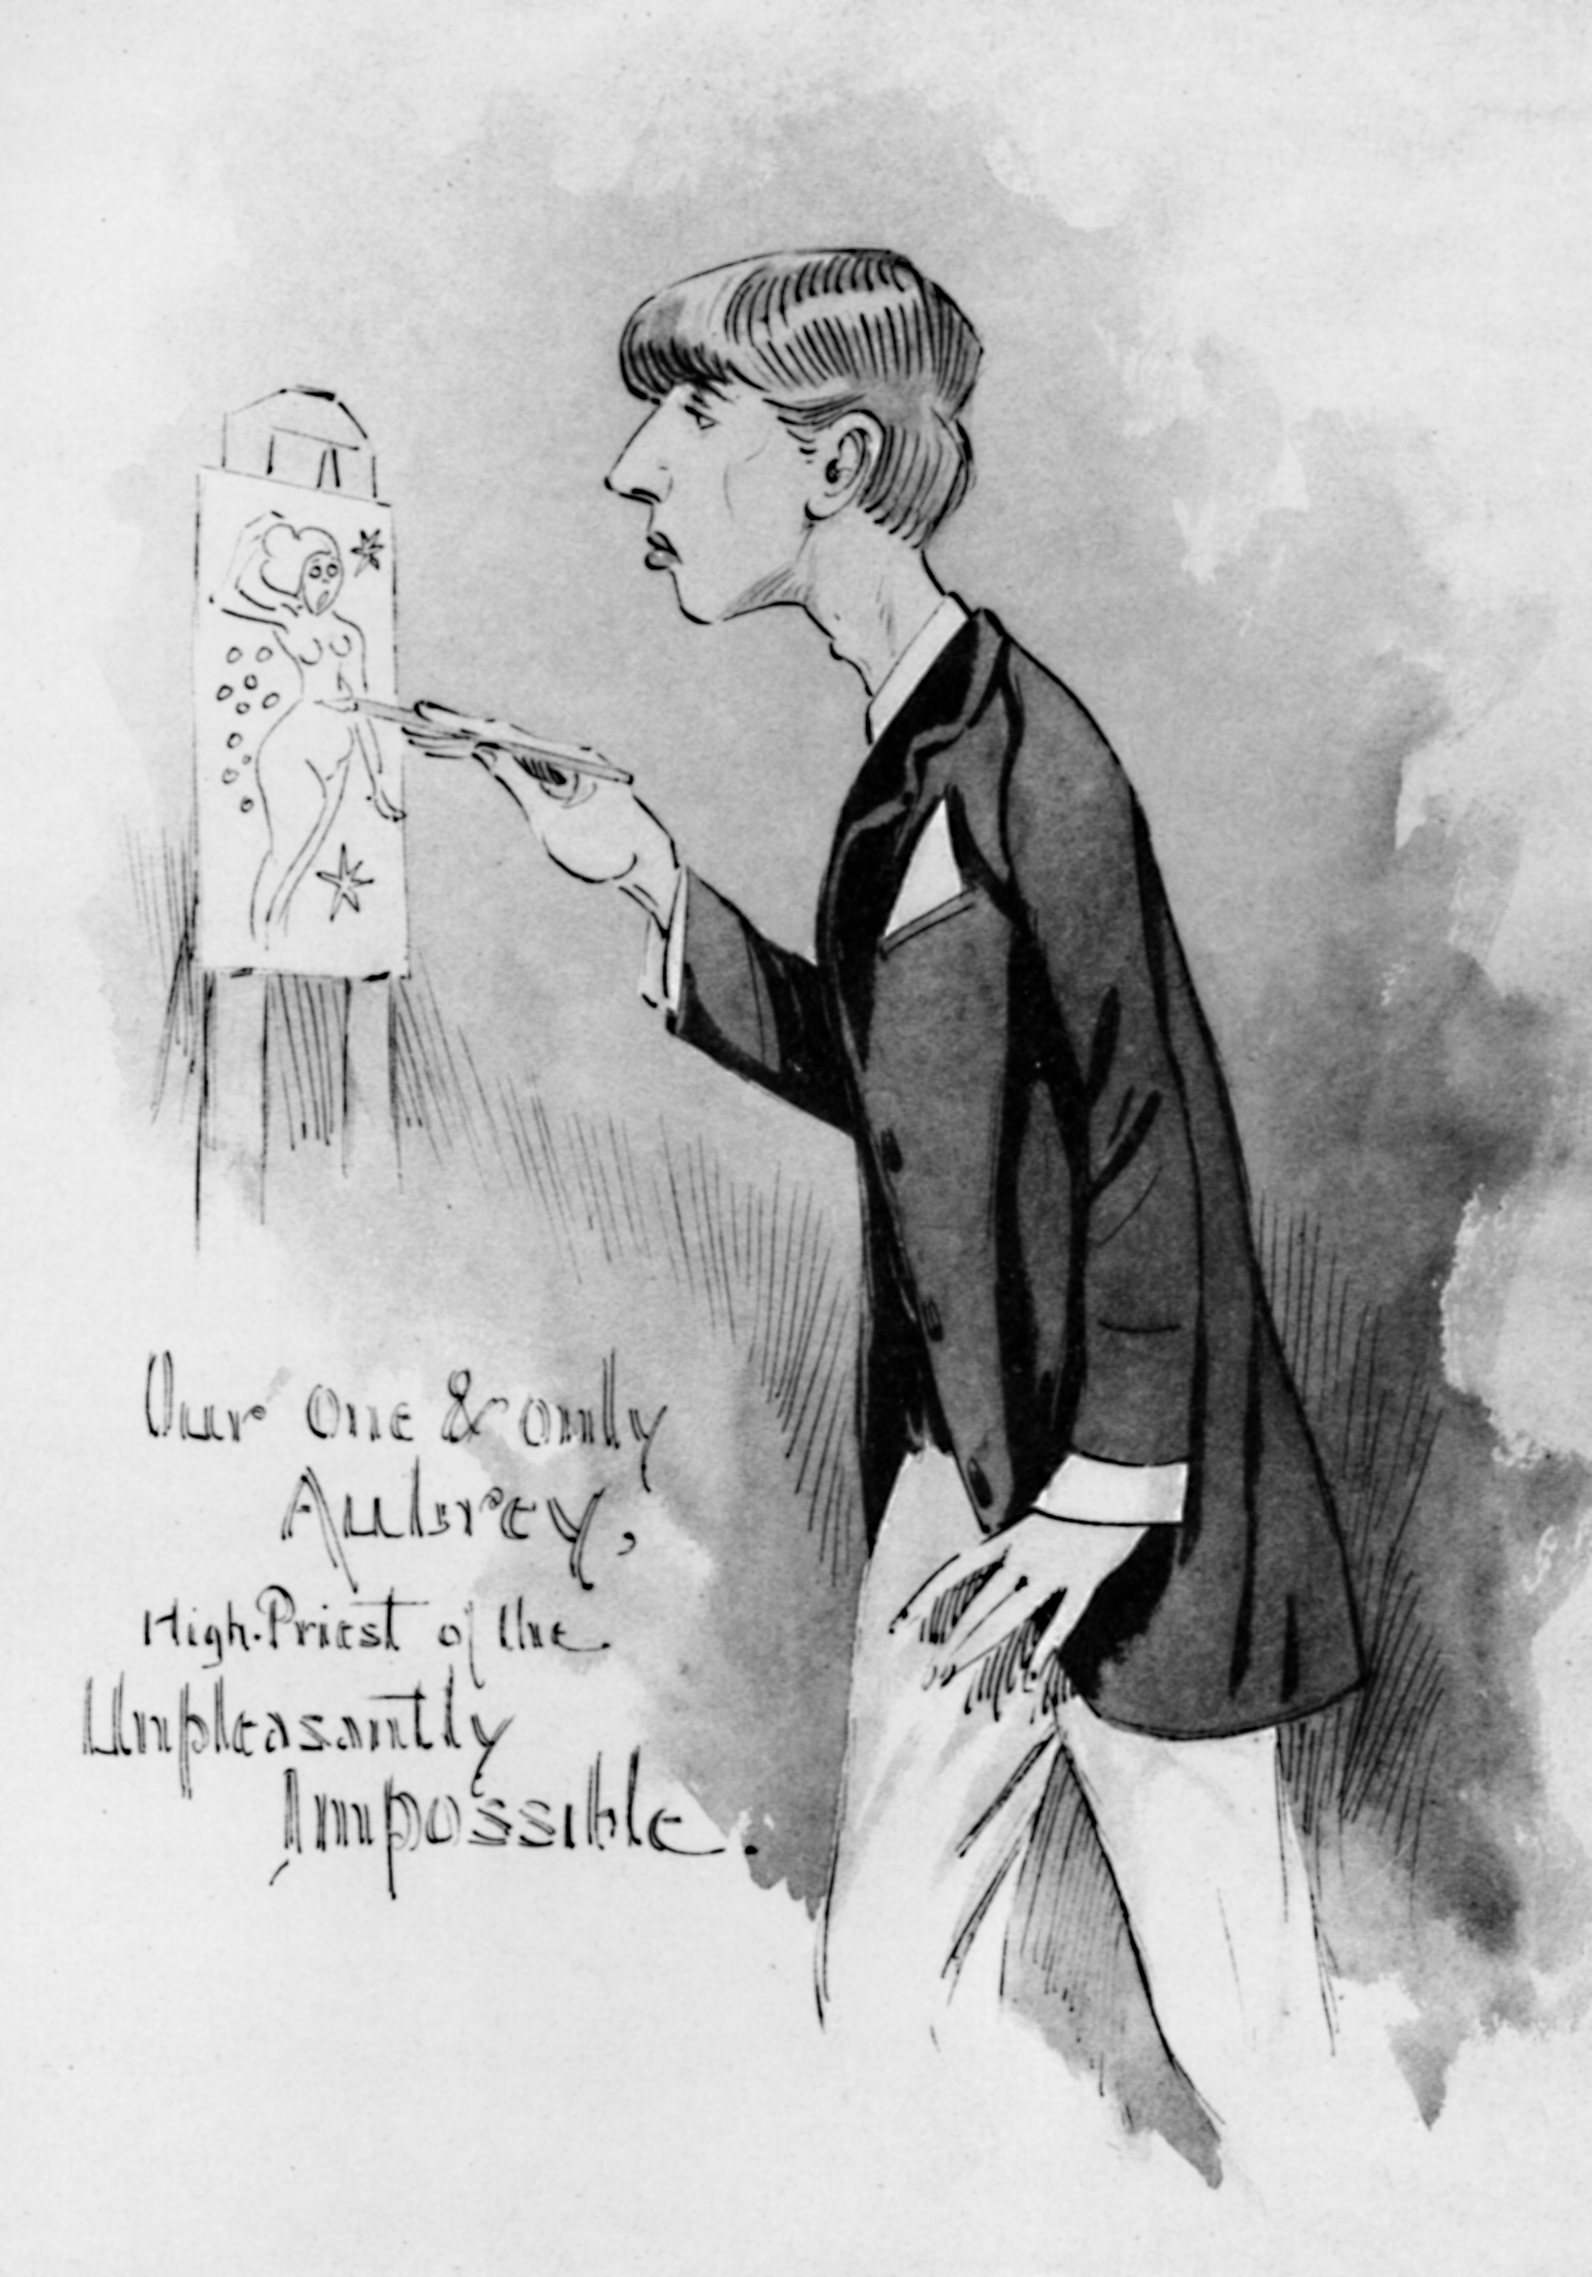 Our One & only
Aubrey,
High-Priest of the
Unpleasantly
Impossible.